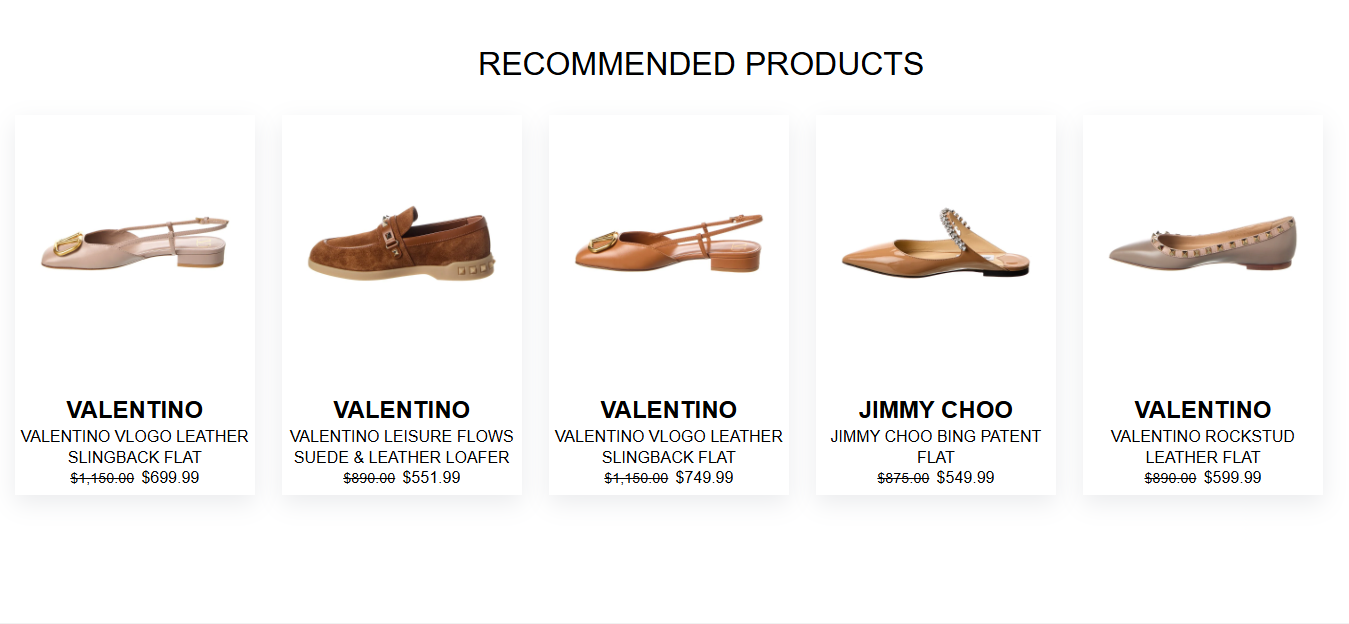 RECOMMENDED PRODUCTS
VALENTINO
VALENTINO VLOGO LEATHER
SLINGBACK FLAT
$1,150.00 $699.99
VALENTINO
VALENTINO LEISURE FLOWS
SUEDE & LEATHER LOAFER
$890.00 $551.99
VALENTINO
VALENTINO VLOGO LEATHER
SLINGBACK FLAT
$1,150.00 $749.99
JIMMY CHOO
JIMMY CHOO BING PATENT
FLAT
$875.00 $549.99
VALENTINO
VALENTINO ROCKSTUD
LEATHER FLAT
$890.00 $599.99